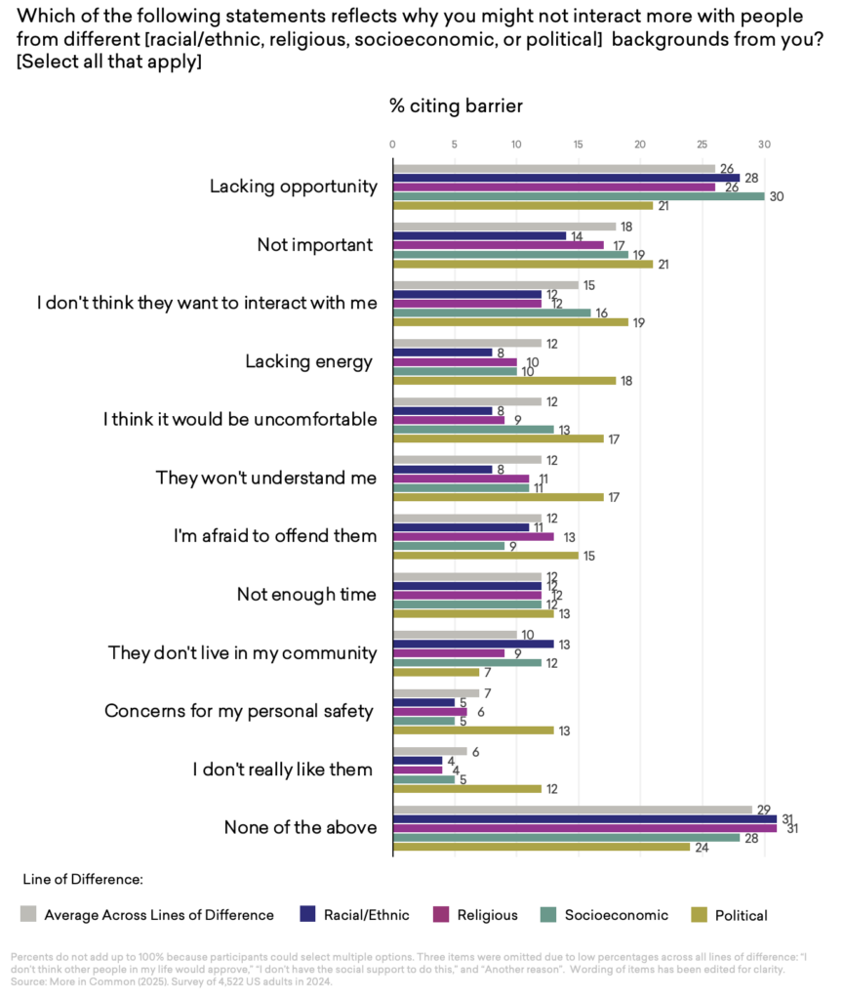 Which of the following statements reflects why you might not interact more with people
from different [racial/ethnic, religious, socioeconomic, or political] backgrounds from you?
[Select all that apply]
% citing barrier
0 5 10 15 20 25 30
Lacking opportunity
26
28
26
30
21
Not important
18
14
17
19
21
I don't think they want to interact with me
15
12
12
16
19
Lacking energy
12
8
10
10
18
I think it would be uncomfortable
12
8
9
13
17
They won't understand me
12
8
11
11
17
I'm afraid to offend them
12
11
13
9
15
Not enough time
12
12
12
12
13
They don't live in my community
10
13
9
12
7
Concerns for my personal safety
7
5
6
5
13
I don't really like them
6
4
4
5
12
None of the above
29
31
31
28
24
Line of Difference:
Average Across Lines of Difference Racial/Ethnic Religious Socioeconomic Political
Percents do not add up to 100% because participants could select multiple options. Three items were omitted due to low percentages across all lines of difference: "I
don't think other people in my life would approve," "I don't have the social support to do this," and "Another reason". Wording of items has been edited for clarity.
Source: More in Common (2025). Survey of 4,522 US adults in 2024.